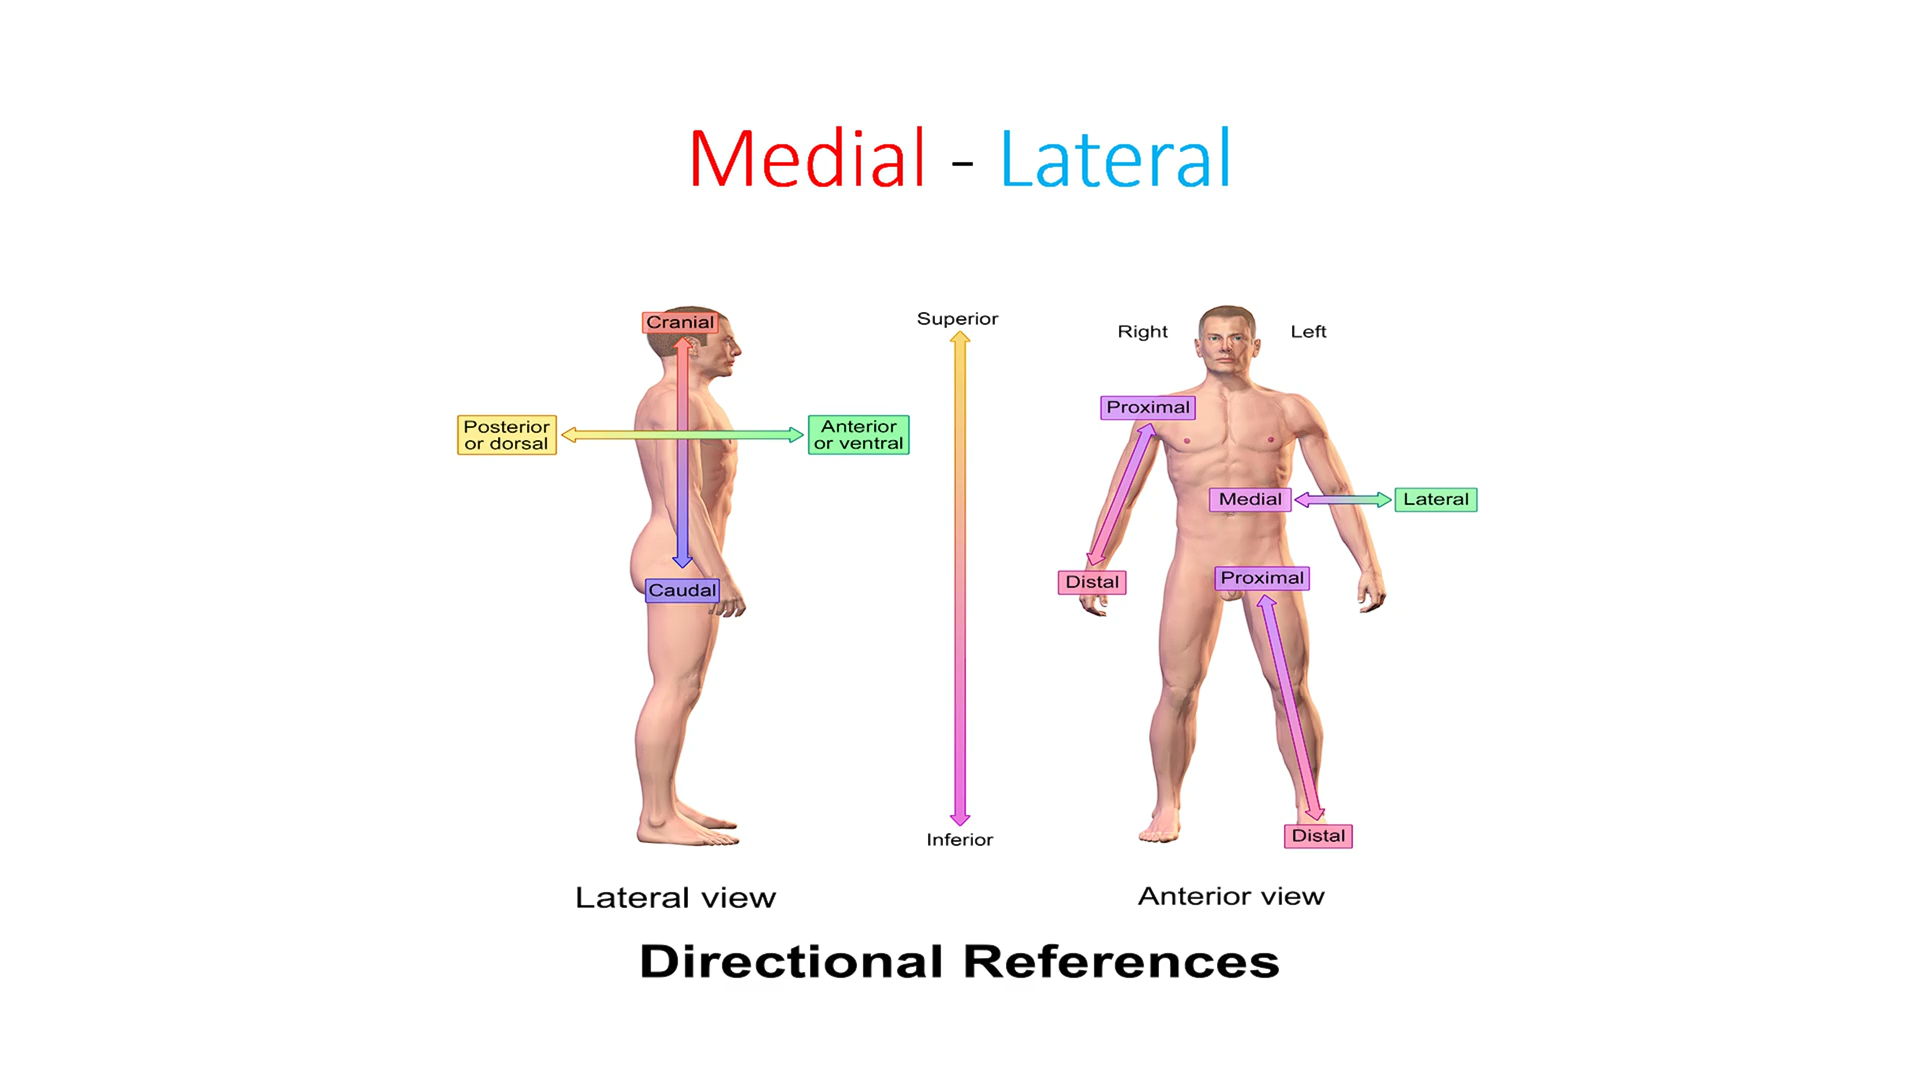 Medial - Lateral
Cranial
Superior
Right
Left
Proximal
Posterior
or dorsal
Anterior
or ventral
Medial
Lateral
Distal
Proximal
Caudal
Distal
Inferior
Lateral view
Anterior view
Directional References